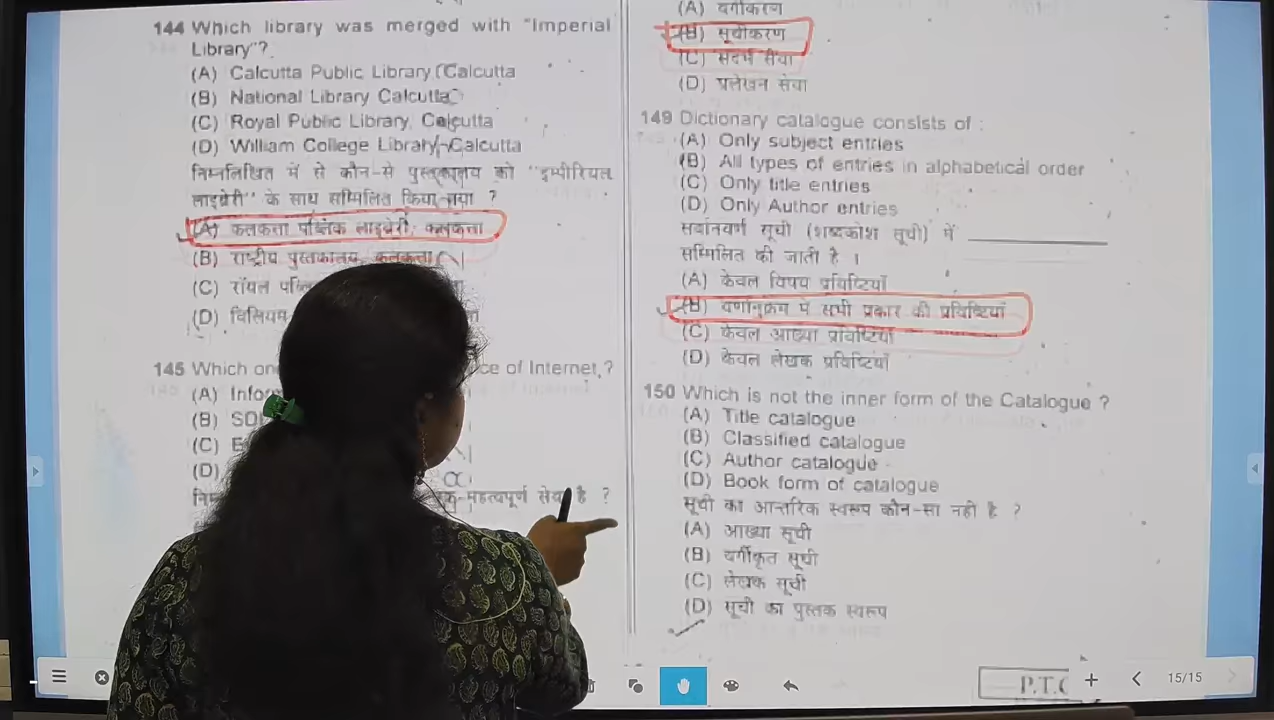 144 Which library was merged with "Imperial
Library"?
(A) Calcutta Public Library, Calcutta
(B) National Library Calcutta
(C) Royal Public Library, Calcutta
(D) William College Library, Calcutta
निम्नलिखित में से कौन-से पुस्तकालय को "इम्पीरियल
लाइब्रेरी" के साथ सम्मिलित किया गया ?
(A) कलकत्ता पब्लिक लाइब्रेरी, कलकत्ता
(B) राष्ट्रीय पुस्तकालय, कलकत्ता
(C) रॉयल
(D) विलियम
145 Which ce of Internet ?
(A)
(B)
(C)
(D)
महत्वपूर्ण सेवा है ?
(A) वर्गीकरण
(B) सूचीकरण
(C) संदर्भ सेवा
(D) प्रलेखन सेवा
149 Dictionary catalogue consists of :
(A) Only subject entries
(B) All types of entries in alphabetical order
(C) Only title entries
(D) Only Author entries
सर्वानुवर्ण सूची (शब्दकोश सूची) में ________
सम्मिलित की जाती है ।
(A) केवल विषय प्रविष्टियाँ
(B) वर्णानुक्रम में सभी प्रकार की प्रविष्टियाँ
(C) केवल आख्या प्रविष्टियाँ
(D) केवल लेखक प्रविष्टियाँ
150 Which is not the inner form of the Catalogue ?
(A) Title catalogue
(B) Classified catalogue
(C) Author catalogue
(D) Book form of catalogue
सूची का आन्तरिक स्वरूप कौन-सा नहीं है ?
(A) आख्या सूची
(B) वर्गीकृत सूची
(C) लेखक सूची
(D) सूची का पुस्तक स्वरूप
P.T.O
15/15